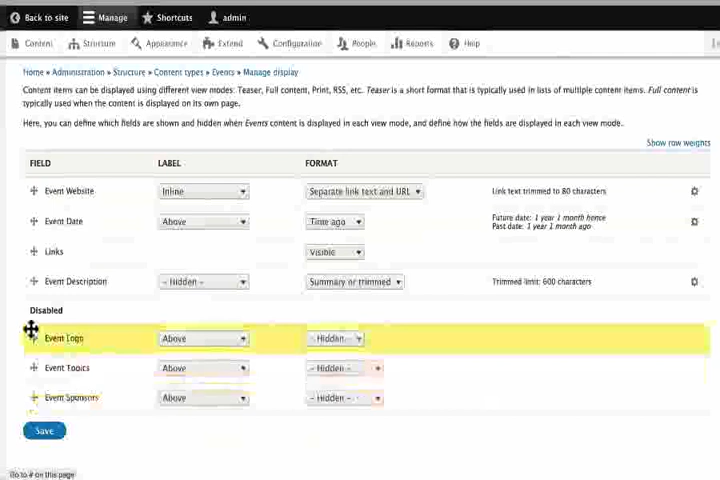 Back to site Manage Shortcuts admin
Content Structure Appearance Extend Configuration People Reports Help
Home » Administration » Structure » Content types » Events » Manage display
Content items can be displayed using different view modes: Teaser, Full content, Print, RSS, etc. Teaser is a short format that is typically used in lists of multiple content items. Full content is
typically used when the content is displayed on its own page.
Here, you can define which fields are shown and hidden when Events content is displayed in each view mode, and define how the fields are displayed in each view mode.
Show row weights
FIELD LABEL FORMAT
Event Website Inline Separate link text and URL Link text trimmed to 80 characters
Event Date Above Time ago Future date: 1 year 1 month hence
Past date: 1 year 1 month ago
Links Visible
Event Description - Hidden - Summary or trimmed Trimmed limit: 600 characters
Disabled
Event Logo Above - Hidden -
Event Topics Above - Hidden -
Event Sponsors Above - Hidden -
Save
Go to # on this page